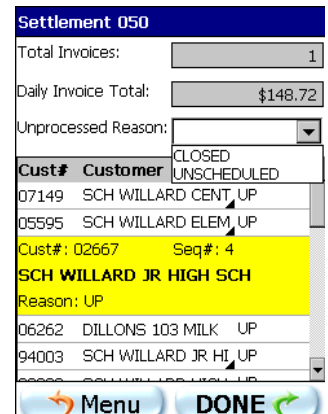 Settlement 050
Total Invoices: 1
Daily Invoice Total: $148.72
Unprocessed Reason:
CLOSED
UNSCHEDULED
Cust# Customer
07149 SCH WILLARD CENT UP
05595 SCH WILLARD ELEM UP
Cust#: 02667 Seq#: 4
SCH WILLARD JR HIGH SCH
Reason: UP
06262 DILLONS 103 MILK UP
94003 SCH WILLARD JR HI UP
Menu DONE